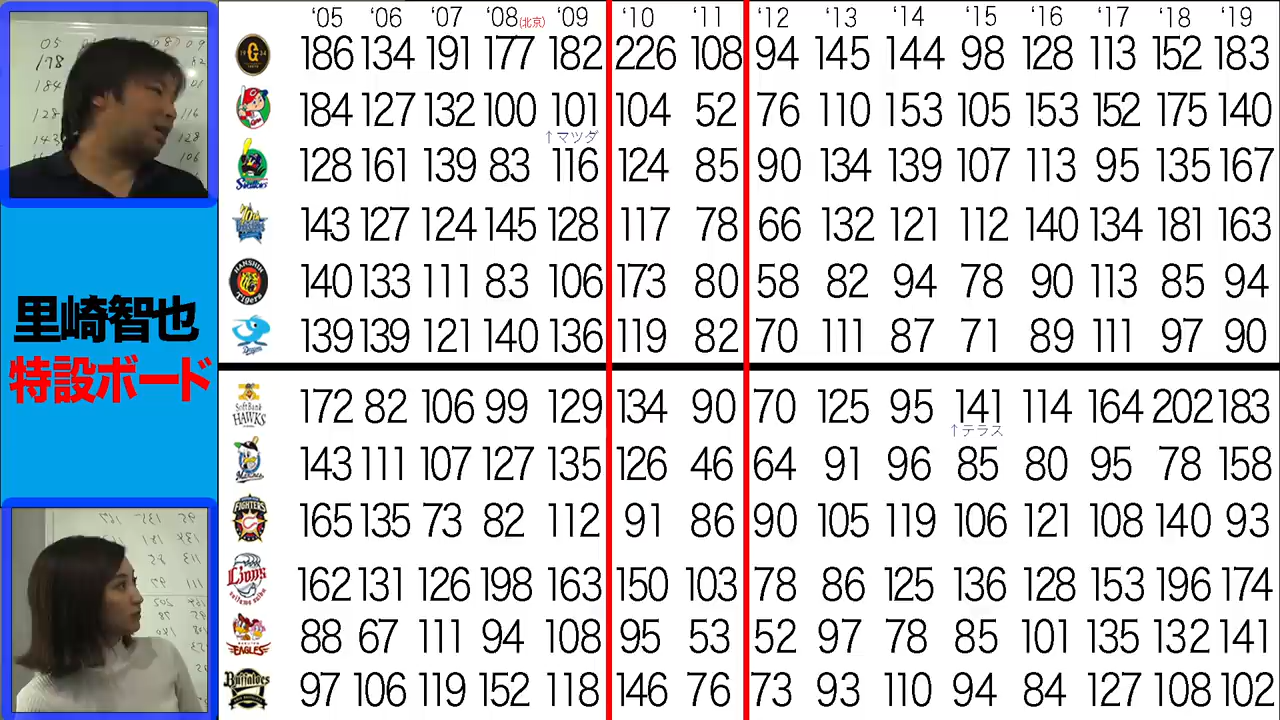 ‘05 ‘06 ‘07 ‘08(北京) ‘09 ‘10 ‘11 ‘12 ‘13 ‘14 ‘15 ‘16 ‘17 ‘18 ‘19
186 134 191 177 182 226 108 94 145 144 98 128 113 152 183
184 127 132 100 101 104 52 76 110 153 105 153 152 175 140
↑マツダ
128 161 139 83 116 124 85 90 134 139 107 113 95 135 167
143 127 124 145 128 117 78 66 132 121 112 140 134 181 163
HANSHIN Tigers 140 133 111 83 106 173 80 58 82 94 78 90 113 85 94
139 139 121 140 136 119 82 70 111 87 71 89 111 97 90
SoftBank HAWKS 172 82 106 99 129 134 90 70 125 95 141 114 164 202 183
↑テラス
143 111 107 127 135 126 46 64 91 96 85 80 95 78 158
FIGHTERS 165 135 73 82 112 91 86 90 105 119 106 121 108 140 93
Lions 162 131 126 198 163 150 103 78 86 125 136 128 153 196 174
EAGLES 88 67 111 94 108 95 53 52 97 78 85 101 135 132 141
Buffaloes 97 106 119 152 118 146 76 73 93 110 94 84 127 108 102
里崎智也
特設ボード